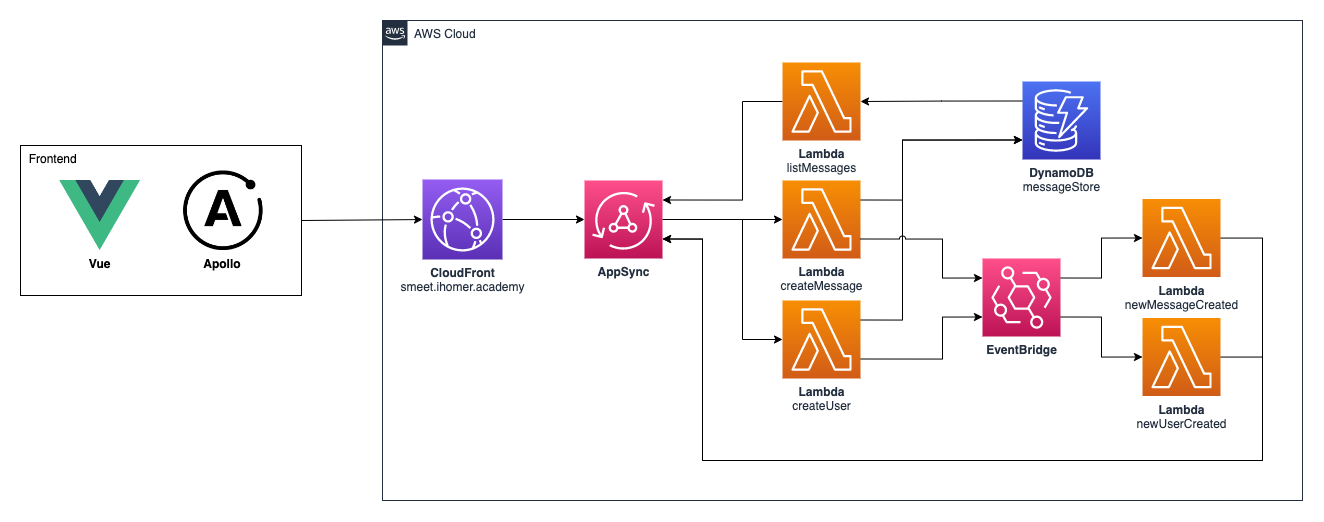 aws
AWS Cloud
Frontend
Vue
A
Apollo
CloudFront
smeet.ihomer.academy
AppSync
Lambda
listMessages
Lambda
createMessage
Lambda
createUser
DynamoDB
messageStore
EventBridge
Lambda
newMessageCreated
Lambda
newUserCreated